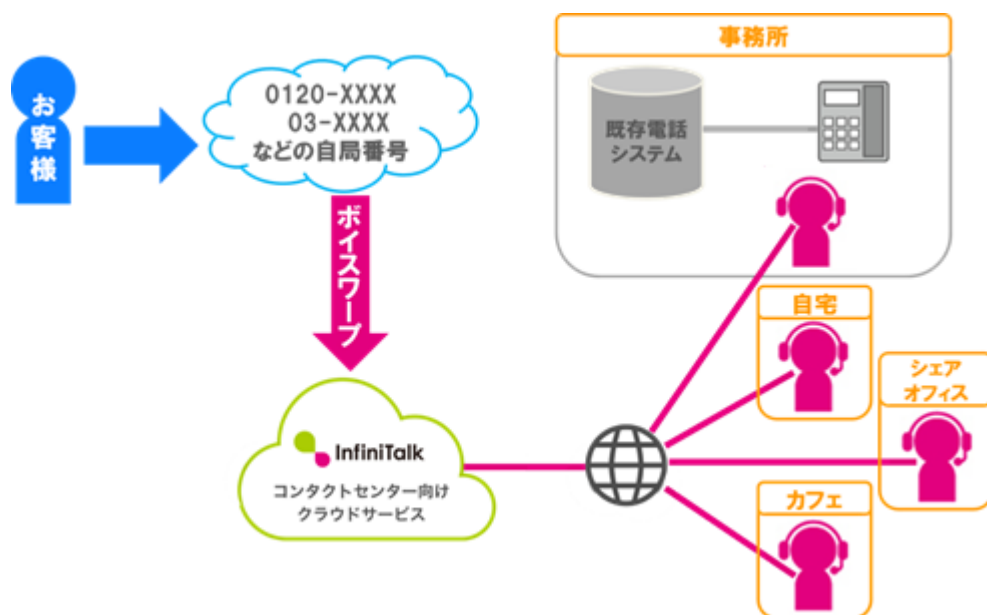 お客様
0120-XXXX
03-XXXX
などの自局番号
ボイスワープ
InfiniTalk
コンタクトセンター向け
クラウドサービス
事務所
既存電話
システム
自宅
シェア
オフィス
カフェ